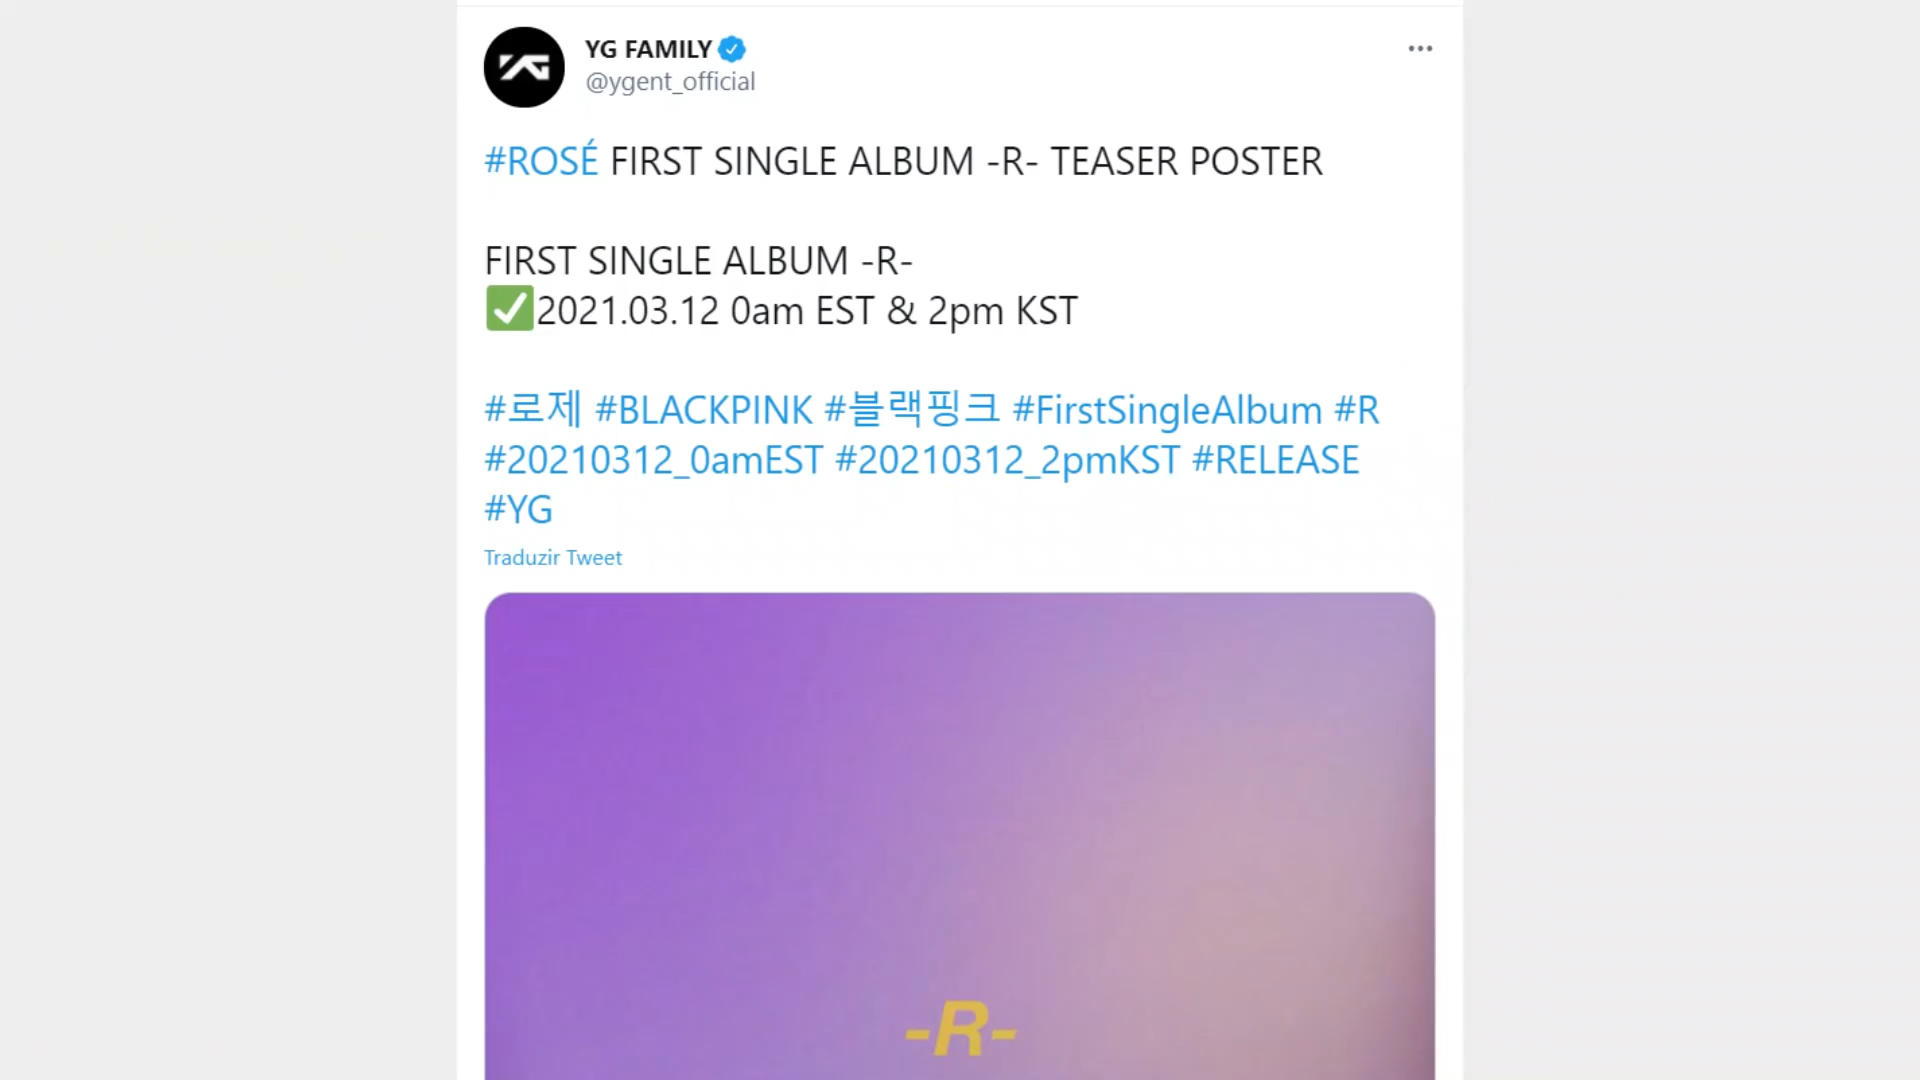 YG FAMILY
@ygent_official
#ROSÉ FIRST SINGLE ALBUM -R- TEASER POSTER
FIRST SINGLE ALBUM -R-
✅2021.03.12 0am EST & 2pm KST
#로제 #BLACKPINK #블랙핑크 #FirstSingleAlbum #R
#20210312_0amEST #20210312_2pmKST #RELEASE
#YG
Traduzir Tweet
-R-